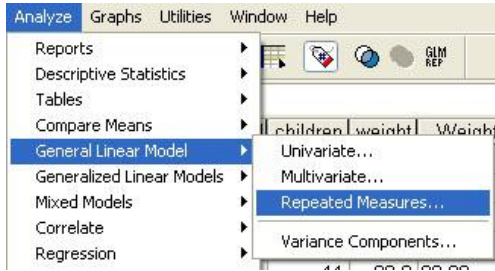 Analyze Graphs Utilities Window Help
Reports
Descriptive Statistics
Tables
Compare Means
General Linear Model
Generalized Linear Models
Mixed Models
Correlate
Regression
GLM
REP
children weight Weigh
Univariate...
Multivariate...
Repeated Measures...
Variance Components...